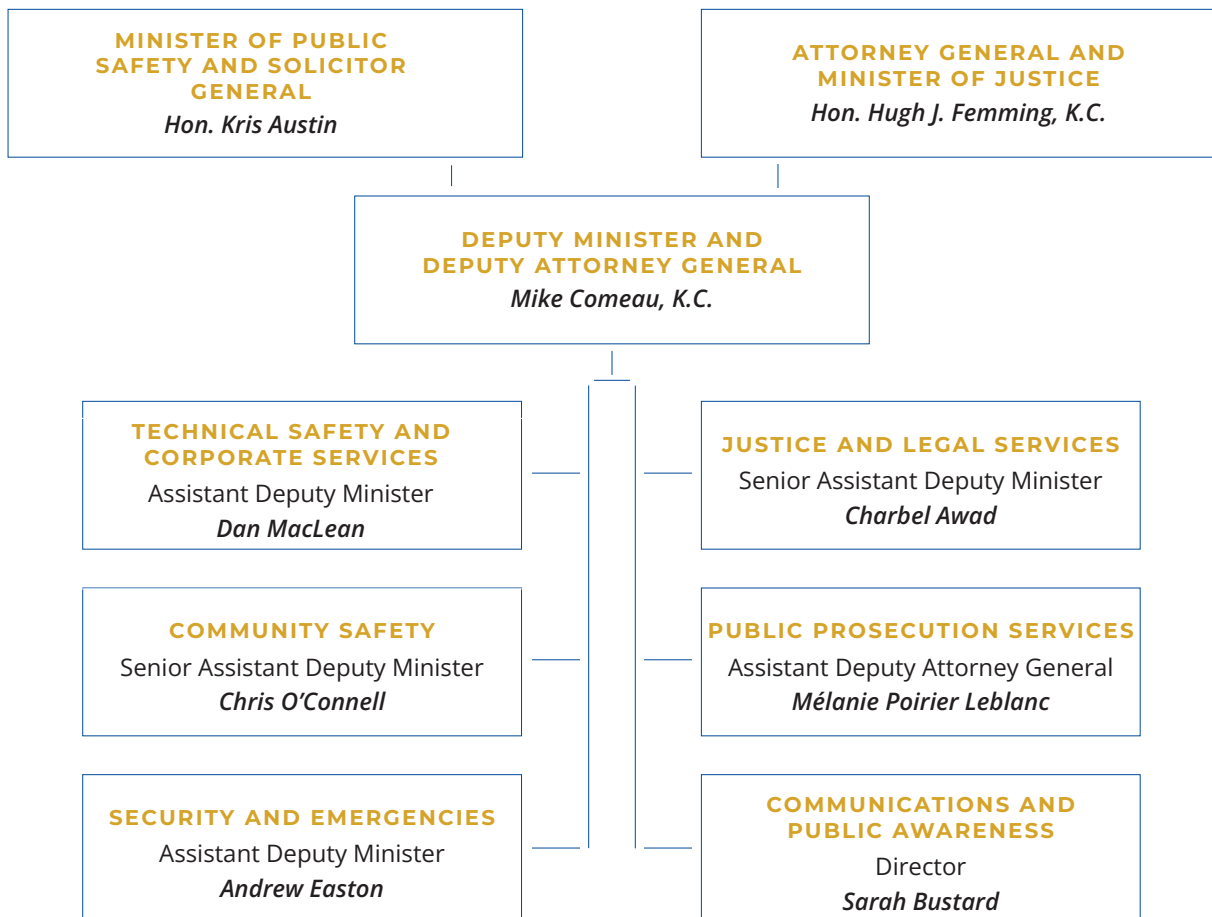 MINISTER OF PUBLIC
SAFETY AND SOLICITOR
GENERAL
Hon. Kris Austin
ATTORNEY GENERAL AND
MINISTER OF JUSTICE
Hon. Hugh J. Femming, K.C.
DEPUTY MINISTER AND
DEPUTY ATTORNEY GENERAL
Mike Comeau, K.C.
TECHNICAL SAFETY AND
CORPORATE SERVICES
Assistant Deputy Minister
Dan MacLean
JUSTICE AND LEGAL SERVICES
Senior Assistant Deputy Minister
Charbel Awad
COMMUNITY SAFETY
Senior Assistant Deputy Minister
Chris O’Connell
PUBLIC PROSECUTION SERVICES
Assistant Deputy Attorney General
Mélanie Poirier Leblanc
SECURITY AND EMERGENCIES
Assistant Deputy Minister
Andrew Easton
COMMUNICATIONS AND
PUBLIC AWARENESS
Director
Sarah Bustard